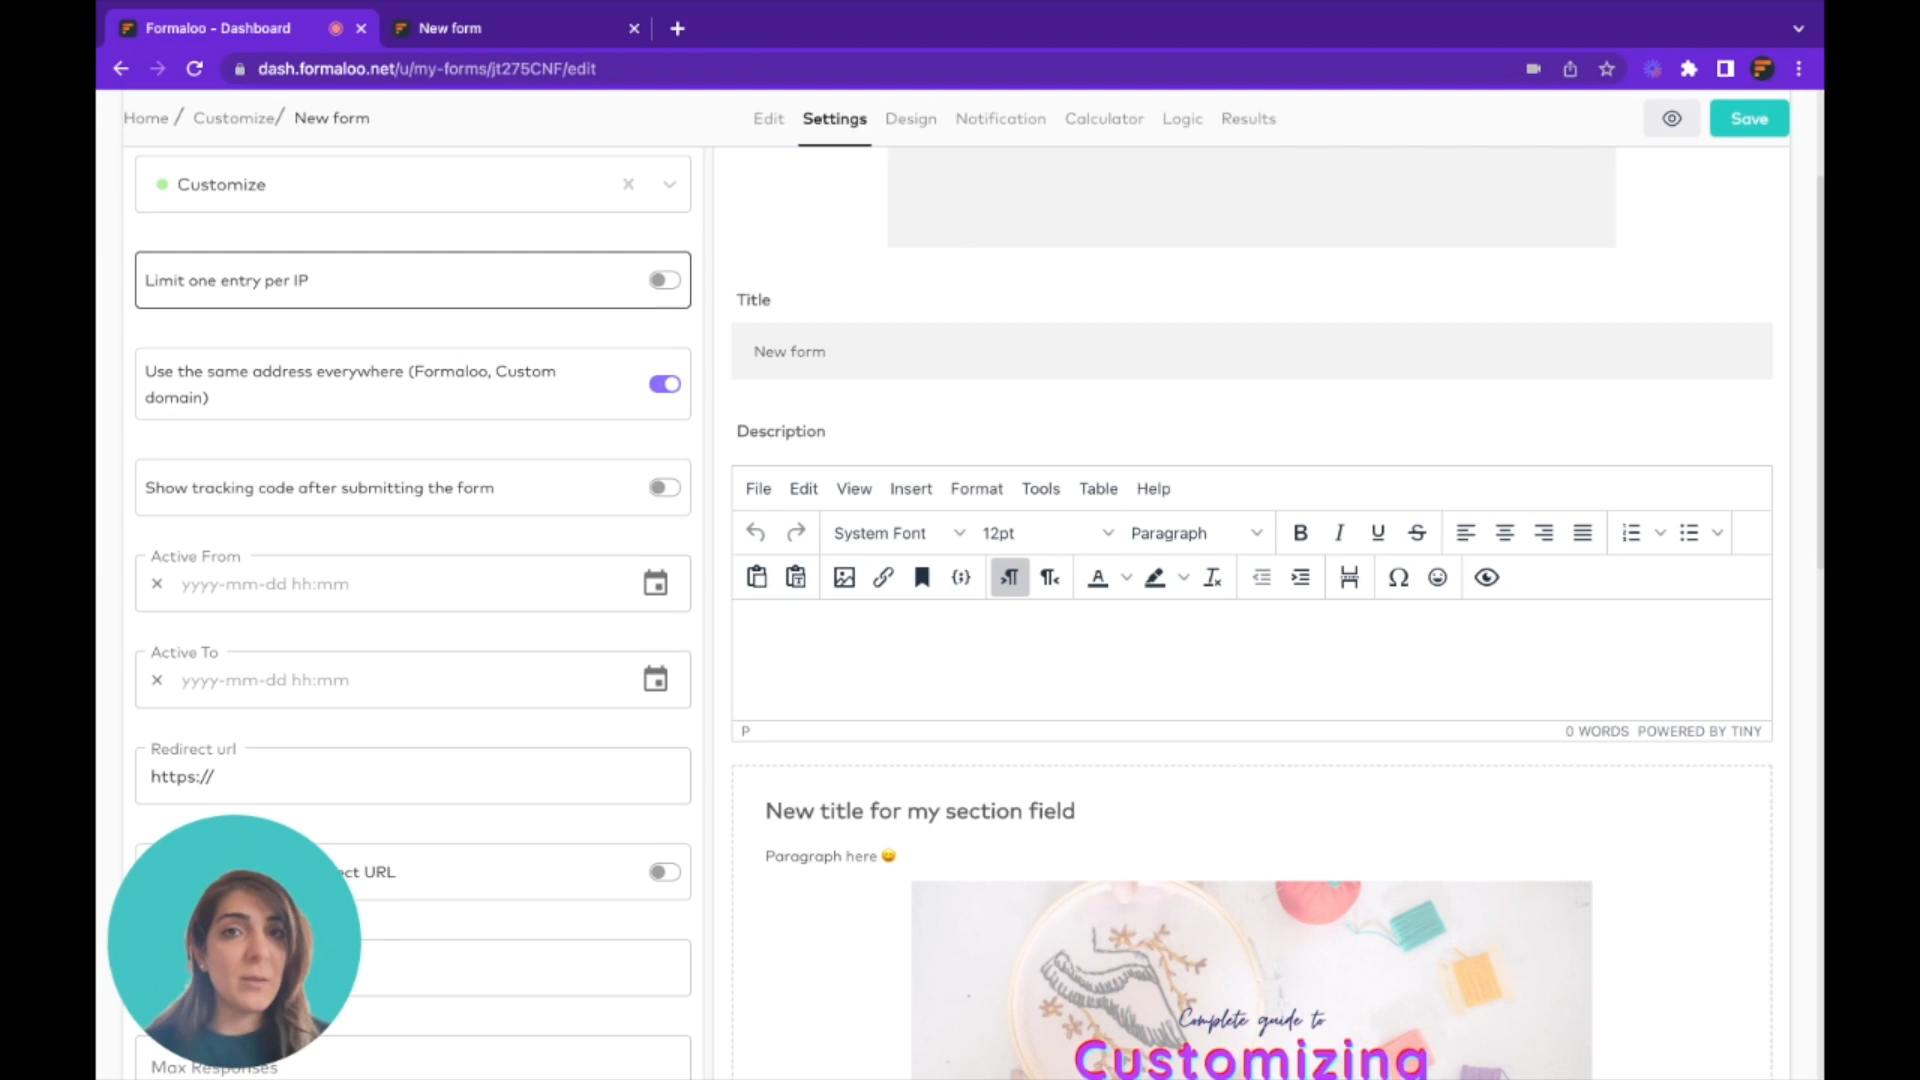 Formaloo - Dashboard
New form
dash.formaloo.net/u/my-forms/jt275CNF/edit
Home / Customize / New form
Edit Settings Design Notification Calculator Logic Results
Save
Customize
Limit one entry per IP
Use the same address everywhere (Formaloo, Custom
domain)
Show tracking code after submitting the form
Active From
yyyy-mm-dd hh:mm
Active To
yyyy-mm-dd hh:mm
Redirect url
https://
ect URL
Max Responses
Title
New form
Description
File Edit View Insert Format Tools Table Help
System Font 12pt Paragraph
P
0 WORDS POWERED BY TINY
New title for my section field
Paragraph here 😀
Complete guide to
Customizing